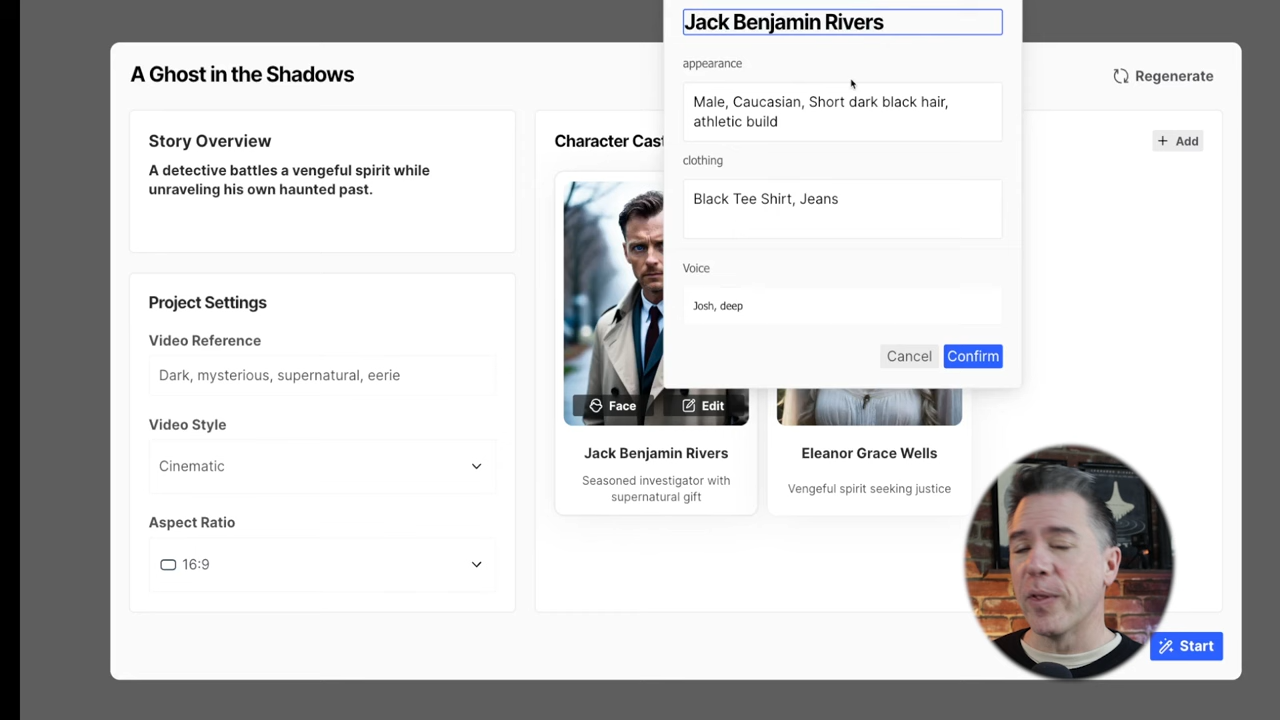 Jack Benjamin Rivers
A Ghost in the Shadows
Regenerate
appearance
Male, Caucasian, Short dark black hair,
athletic build
clothing
Black Tee Shirt, Jeans
Voice
Josh, deep
Cancel
Confirm
Story Overview
A detective battles a vengeful spirit while
unraveling his own haunted past.
Project Settings
Video Reference
Dark, mysterious, supernatural, eerie
Video Style
Cinematic
Aspect Ratio
16:9
Character Cas
+ Add
Face
Edit
Jack Benjamin Rivers
Seasoned investigator with
supernatural gift
Eleanor Grace Wells
Vengeful spirit seeking justice
Start